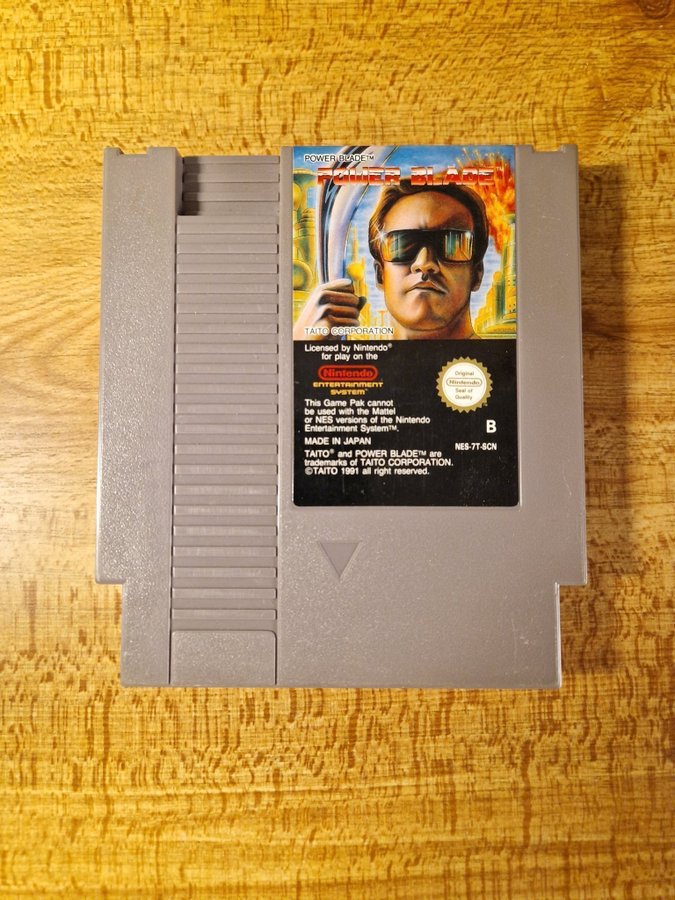 POWER BLADE™
POWER BLADE
TAITO CORPORATION
Licensed by Nintendo®
for play on the
Nintendo
ENTERTAINMENT
SYSTEM™
This Game Pak cannot
be used with the Mattel
or NES versions of the Nintendo
Entertainment System™.
MADE IN JAPAN
TAITO® and POWER BLADE™ are
trademarks of TAITO CORPORATION.
©TAITO 1991 all right reserved.
Original
Nintendo
Seal of
Quality
B
NES-7T-SCN